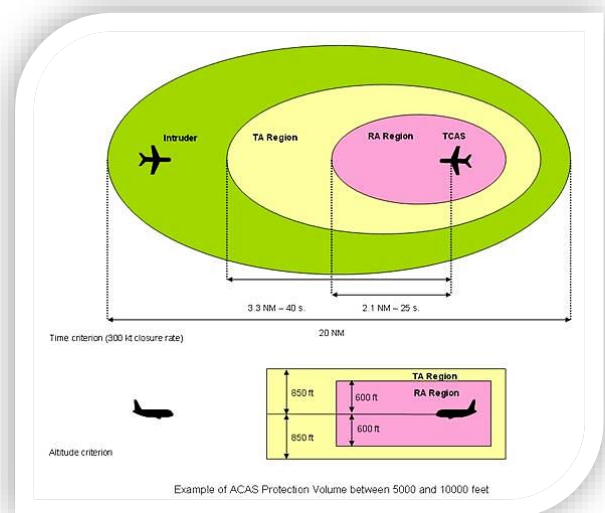 Intruder
TA Region
RA Region
TCAS
3.3 NM – 40 s.
2.1 NM – 25 s.
20 NM
Time criterion (300 kt closure rate)
TA Region
RA Region
850 ft
600 ft
850 ft
600 ft
Altitude criterion
Example of ACAS Protection Volume between 5000 and 10000 feet